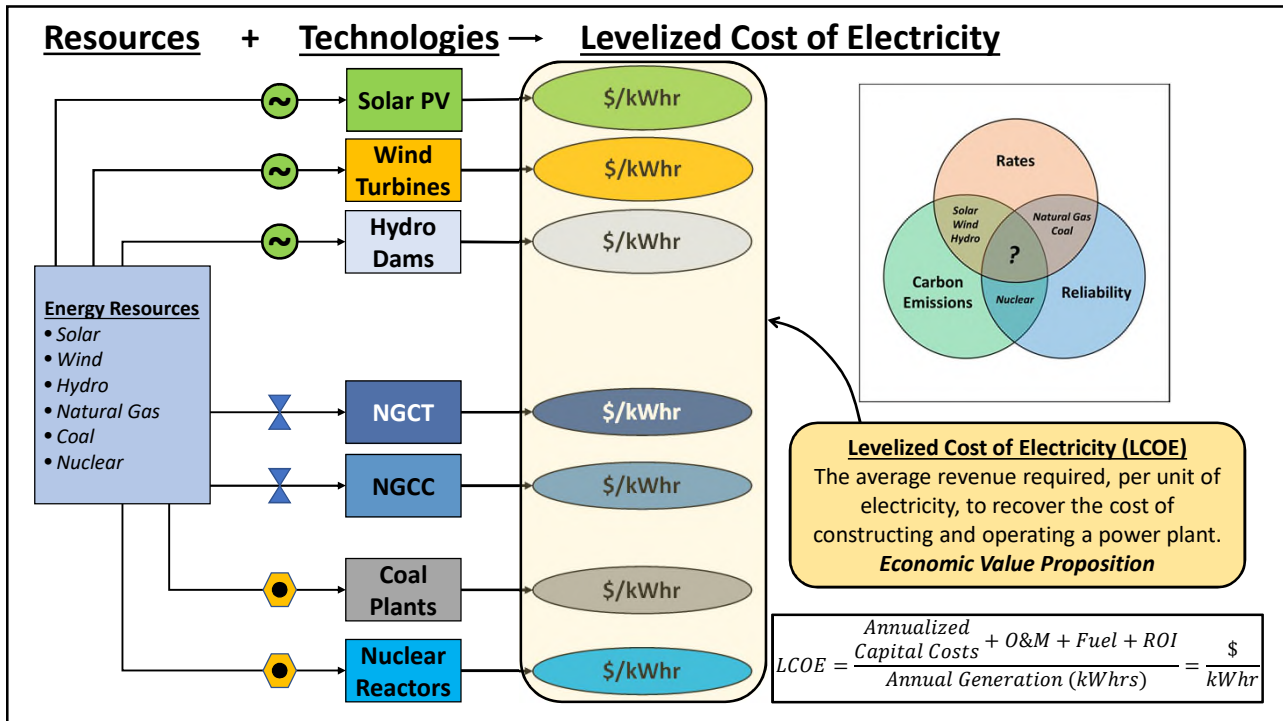 Resources + Technologies → Levelized Cost of Electricity
~ Solar PV $/kWhr
~ Wind
Turbines $/kWhr
~ Hydro
Dams $/kWhr
Energy Resources
• Solar
• Wind
• Hydro
• Natural Gas
• Coal
• Nuclear
NGCT $/kWhr
NGCC $/kWhr
Coal
Plants $/kWhr
Nuclear
Reactors $/kWhr
Rates
Solar
Wind
Hydro
Natural Gas
Coal
?
Carbon
Emissions
Nuclear
Reliability
Levelized Cost of Electricity (LCOE)
The average revenue required, per unit of
electricity, to recover the cost of
constructing and operating a power plant.
Economic Value Proposition
LCOE = (Annualized
Capital Costs + O&M + Fuel + ROI) / Annual Generation (kWhrs) = $ / kWhr